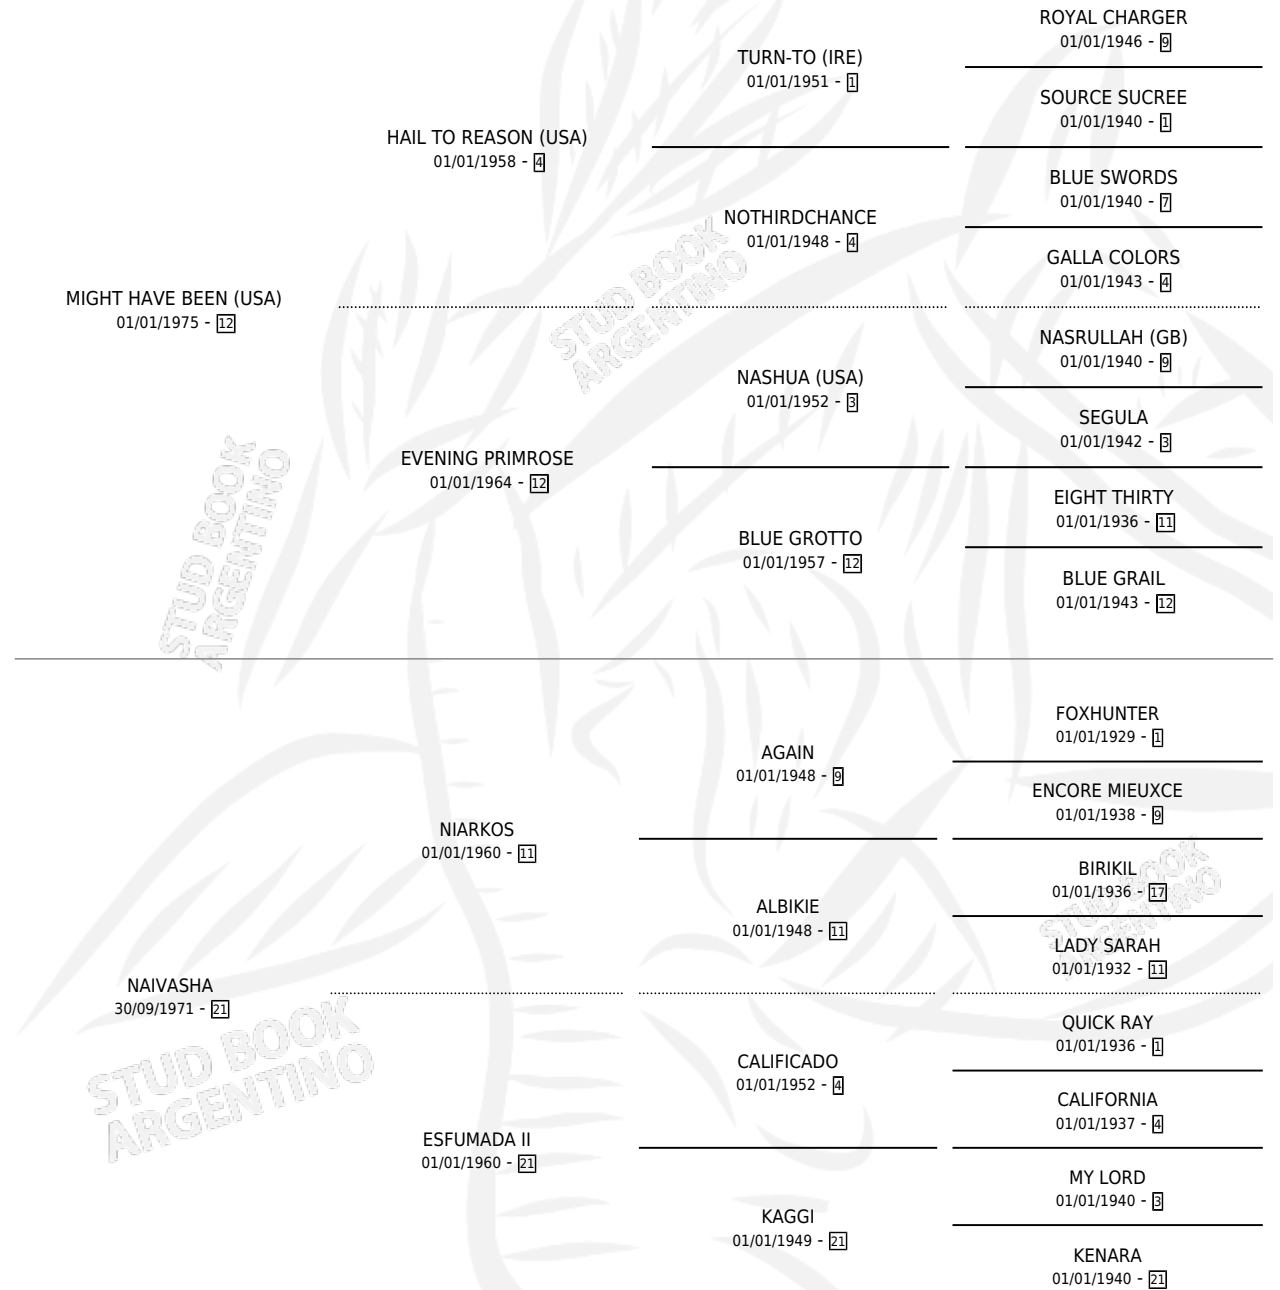 ROYAL CHARGER
01/01/1946 - 9
TURN-TO (IRE)
01/01/1951 - 1
SOURCE SUCREE
01/01/1940 - 1
HAIL TO REASON (USA)
01/01/1958 - 4
BLUE SWORDS
01/01/1940 - 7
NOTHIRDCHANCE
01/01/1948 - 4
GALLA COLORS
01/01/1943 - 4
MIGHT HAVE BEEN (USA)
01/01/1975 - 12
NASRULLAH (GB)
01/01/1940 - 9
NASHUA (USA)
01/01/1952 - 3
SEGULA
01/01/1942 - 3
EVENING PRIMROSE
01/01/1964 - 12
EIGHT THIRTY
01/01/1936 - 11
BLUE GROTTO
01/01/1957 - 12
BLUE GRAIL
01/01/1943 - 12
FOXHUNTER
01/01/1929 - 1
AGAIN
01/01/1948 - 9
ENCORE MIEUXCE
01/01/1938 - 9
NIARKOS
01/01/1960 - 11
BIRIKIL
01/01/1936 - 17
ALBIKIE
01/01/1948 - 11
LADY SARAH
01/01/1932 - 11
NAIVASHA
30/09/1971 - 21
QUICK RAY
01/01/1936 - 1
CALIFICADO
01/01/1952 - 4
CALIFORNIA
01/01/1937 - 4
ESFUMADA II
01/01/1960 - 21
MY LORD
01/01/1940 - 3
KAGGI
01/01/1949 - 21
KENARA
01/01/1940 - 21
STUD BOOK
ARGENTINO
STUD BOOK
ARGENTINO
STUD BOOK
ARGENTINO
STUD BOOK
ARGENTINO